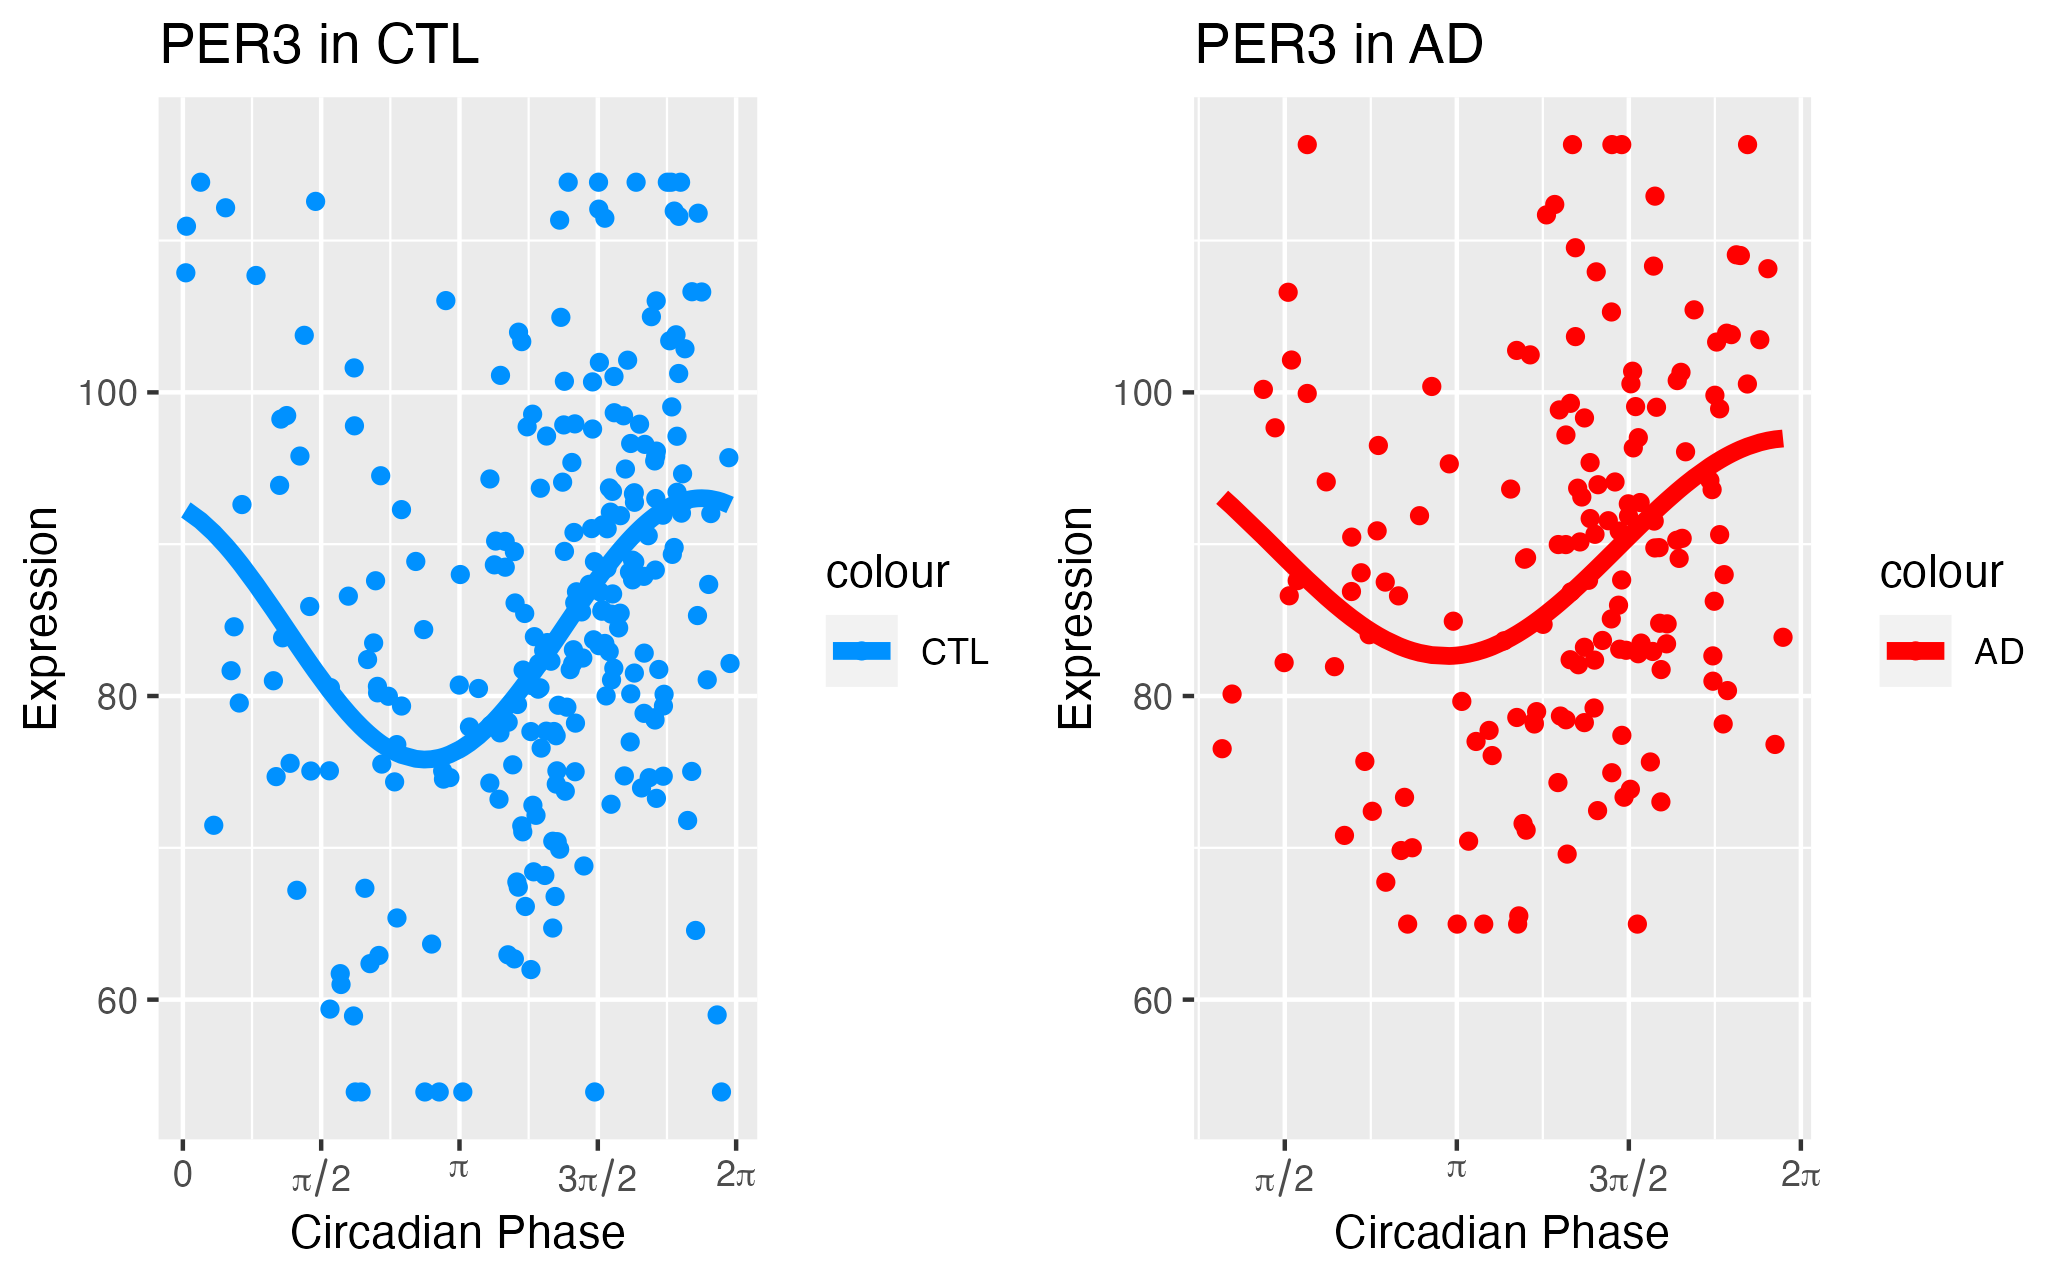 PER3 in CTL
Expression
100
80
60
0
π/2
π
3π/2
2π
Circadian Phase
colour
CTL
PER3 in AD
Expression
100
80
60
π/2
π
3π/2
2π
Circadian Phase
colour
AD